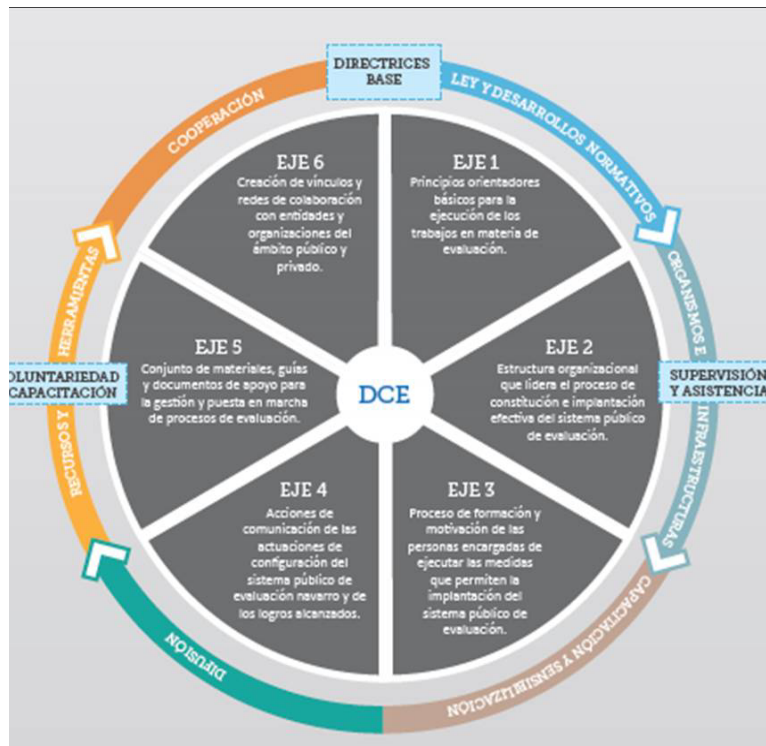 DIRECTRICES
BASE
COOPERACIÓN
LEY Y DESARROLLOS NORMATIVOS
EJE 6
Creación de vínculos y
redes de colaboración
con entidades y
organizaciones del
ámbito público y
privado.
EJE 1
Principios orientadores
básicos para la
ejecución de los
trabajos en materia de
evaluación.
RECURSOS Y HERRAMIENTAS
ORGANISMOS E INFRAESTRUCTURAS
OLUNTARIEDAD
CAPACITACIÓN
EJE 5
Conjunto de materiales, guías
y documentos de apoyo para
la gestión y puesta en marcha
de procesos de evaluación.
DCE
EJE 2
Estructura organizacional
que lidera el proceso de
constitución e implantación
efectiva del sistema público
de evaluación.
SUPERVISIÓN
Y ASISTENCIA
EJE 4
Acciones de
comunicación de las
actuaciones de
configuración del
sistema público de
evaluación navarro y de
los logros alcanzados.
EJE 3
Proceso de formación y
motivación de las
personas encargadas de
ejecutar las medidas
que permiten la
implantación del
sistema público de
evaluación.
DIFUSIÓN
CAPACITACIÓN Y SENSIBILIZACIÓN